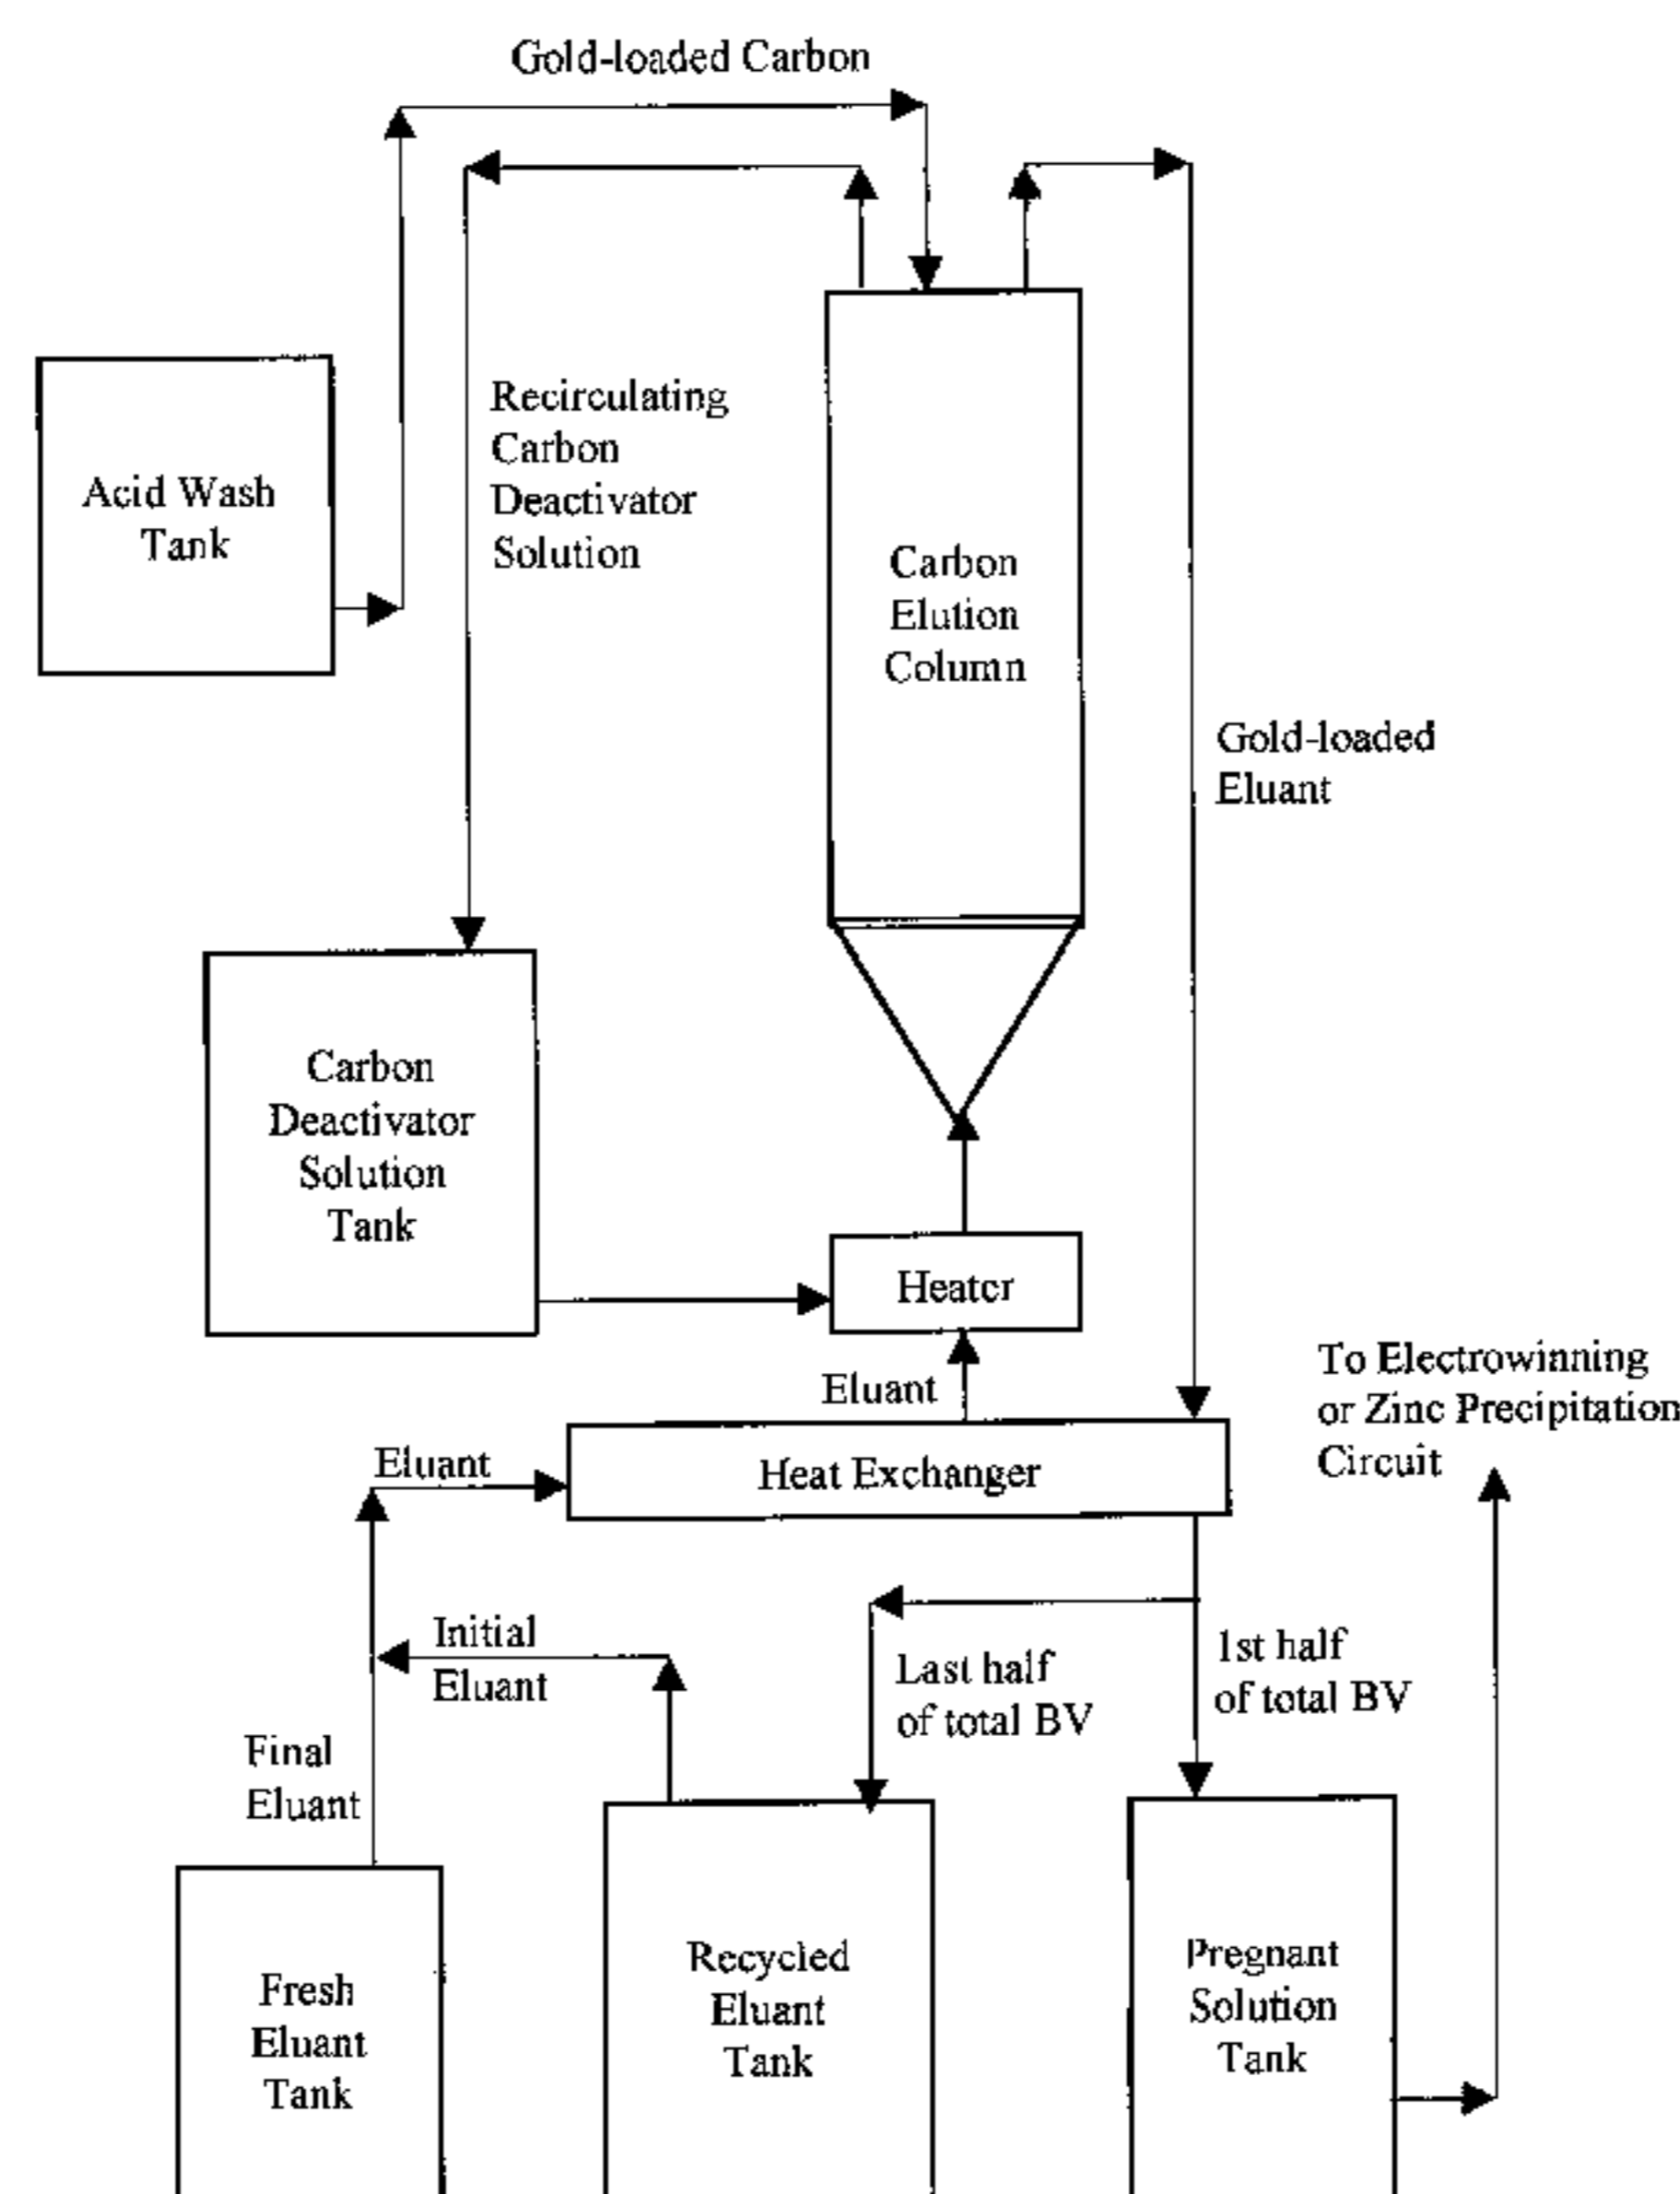 Gold-loaded Carbon
Recirculating
Carbon
Deactivator
Solution
Acid Wash
Tank
Carbon
Elution
Column
Gold-loaded
Eluant
Carbon
Deactivator
Solution
Tank
Heater
To Electrowinning
or Zinc Precipitation
Circuit
Eluant
Eluant
Heat Exchanger
Initial
Eluant
Last half
of total BV
1st half
of total BV
Final
Eluant
Fresh
Eluant
Tank
Recycled
Eluant
Tank
Pregnant
Solution
Tank